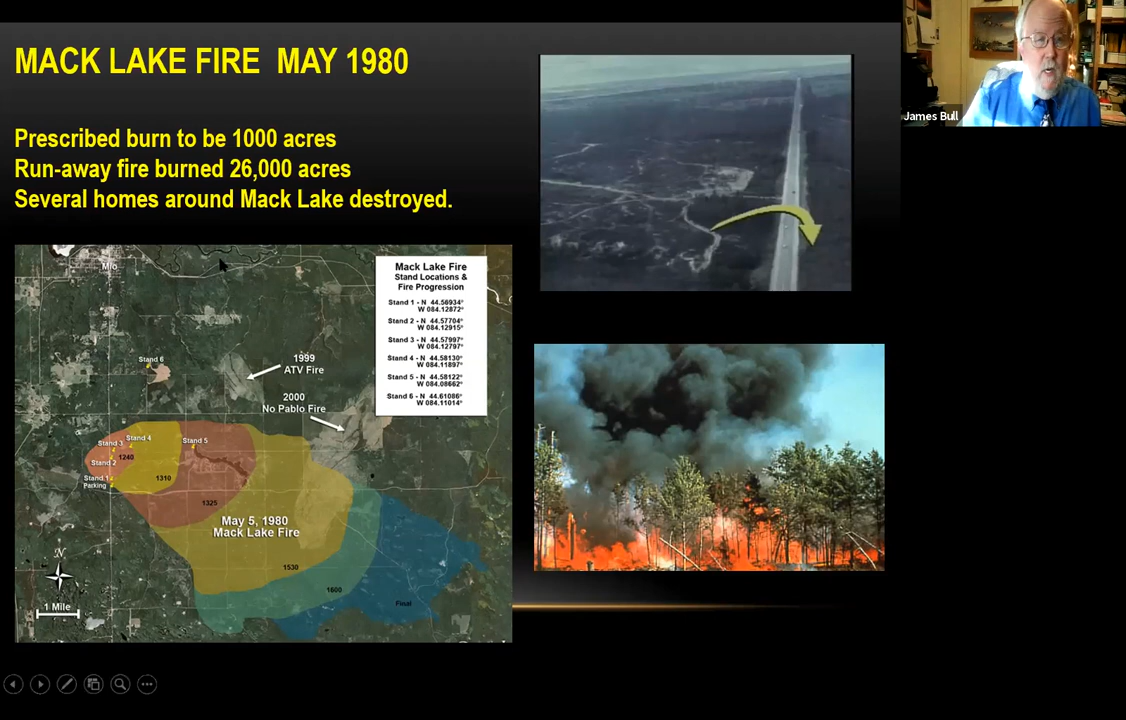 MACK LAKE FIRE MAY 1980
Prescribed burn to be 1000 acres
Run-away fire burned 26,000 acres
Several homes around Mack Lake destroyed.
James Bull
Mio
Mack Lake Fire
Stand Locations &
Fire Progression
Stand 1 - N 44.56934°
W 084.12872°
Stand 2 - N 44.57704°
W 084.12915°
Stand 3 - N 44.57997°
W 084.12797°
Stand 4 - N 44.58130°
W 084.11897°
Stand 5 - N 44.58122°
W 084.08662°
Stand 6 - N 44.61086°
W 084.11014°
Stand 6
1999
ATV Fire
2000
No Pablo Fire
Stand 4
Stand 3
Stand 5
1240
Stand 2
Stand 1
Parking
1310
1325
May 5, 1980
Mack Lake Fire
1530
1600
Final
N
1 Mile